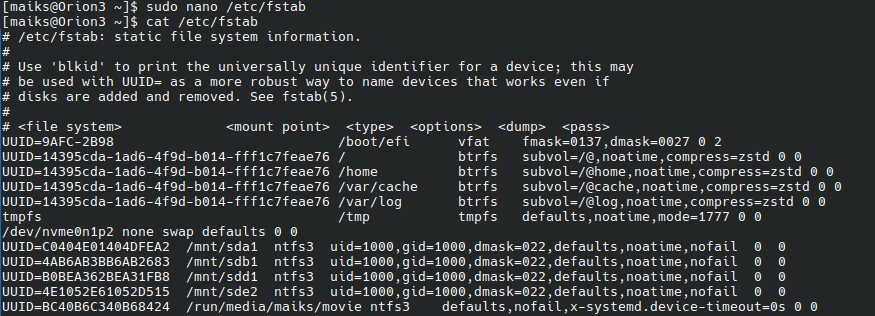 [maiks@Orion3 ~]$ sudo nano /etc/fstab
[maiks@Orion3 ~]$ cat /etc/fstab
# /etc/fstab: static file system information.
#
# Use 'blkid' to print the universally unique identifier for a device; this may
# be used with UUID= as a more robust way to name devices that works even if
# disks are added and removed. See fstab(5).
#
# <file system>             <mount point>  <type>  <options>  <dump>  <pass>
UUID=9AFC-2B98                            /boot/efi      vfat    fmask=0137,dmask=0027 0 2
UUID=14395cda-1ad6-4f9d-b014-fff1c7feae76 /              btrfs   subvol=/@,noatime,compress=zstd 0 0
UUID=14395cda-1ad6-4f9d-b014-fff1c7feae76 /home          btrfs   subvol=/@home,noatime,compress=zstd 0 0
UUID=14395cda-1ad6-4f9d-b014-fff1c7feae76 /var/cache     btrfs   subvol=/@cache,noatime,compress=zstd 0 0
UUID=14395cda-1ad6-4f9d-b014-fff1c7feae76 /var/log       btrfs   subvol=/@log,noatime,compress=zstd 0 0
tmpfs                                     /tmp           tmpfs   defaults,noatime,mode=1777 0 0
/dev/nvme0n1p2 none swap defaults 0 0
UUID=C0404E01404DFEA2  /mnt/sda1  ntfs3  uid=1000,gid=1000,dmask=022,defaults,noatime,nofail  0  0
UUID=4AB6AB3BB6AB2683  /mnt/sdb1  ntfs3  uid=1000,gid=1000,dmask=022,defaults,noatime,nofail  0  0
UUID=B0BEA362BEA31FB8  /mnt/sdd1  ntfs3  uid=1000,gid=1000,dmask=022,defaults,noatime,nofail  0  0
UUID=4E1052E61052D515  /mnt/sde2  ntfs3  uid=1000,gid=1000,dmask=022,defaults,noatime,nofail  0  0
UUID=BC40B6C340B68424  /run/media/maiks/movie ntfs3    defaults,nofail,x-systemd.device-timeout=0s 0 0